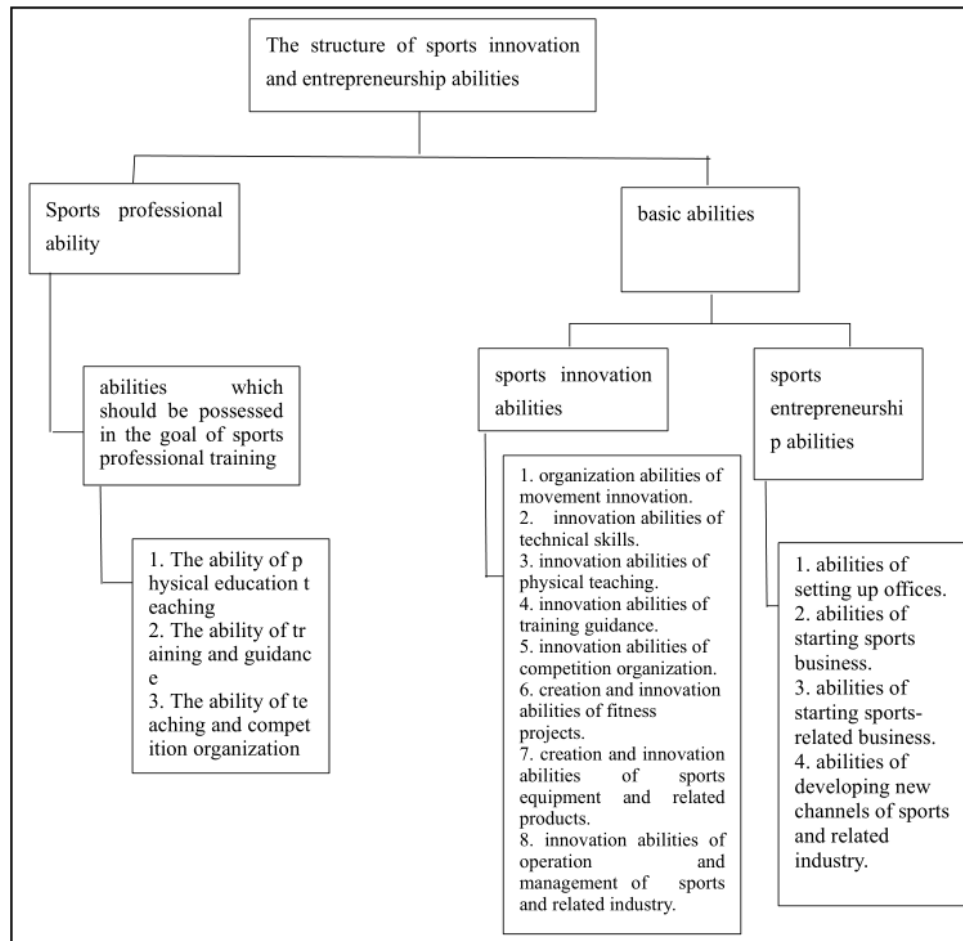 The structure of sports innovation
and entrepreneurship abilities
Sports professional
ability
basic abilities
abilities which
should be possessed
in the goal of sports
professional training
sports innovation
abilities
sports
entrepreneurshi
p abilities
1. The ability of p
hysical education t
eaching
2. The ability of tr
aining and guidanc
e
3. The ability of te
aching and compet
ition organization
1. organization abilities of
movement innovation.
2. innovation abilities of
technical skills.
3. innovation abilities of
physical teaching.
4. innovation abilities of
training guidance.
5. innovation abilities of
competition organization.
6. creation and innovation
abilities of fitness
projects.
7. creation and innovation
abilities of sports
equipment and related
products.
8. innovation abilities of
operation and
management of sports
and related industry.
1. abilities of
setting up offices.
2. abilities of
starting sports
business.
3. abilities of
starting sports-
related business.
4. abilities of
developing new
channels of sports
and related
industry.